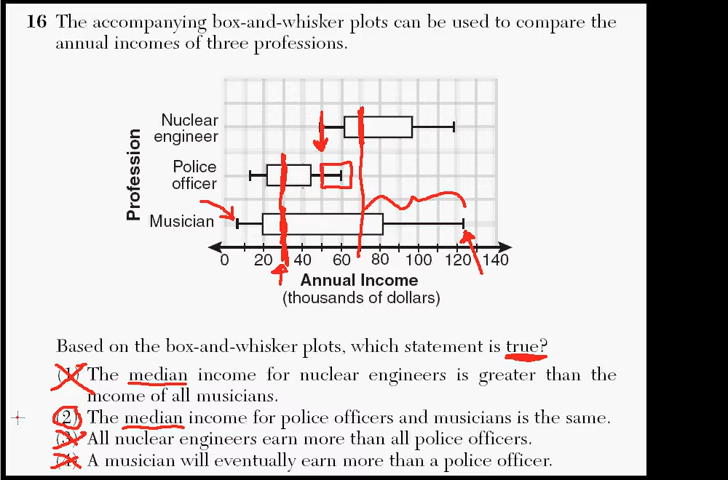 16 The accompanying box-and-whisker plots can be used to compare the
annual incomes of three professions.
Profession
Nuclear
engineer
Police
officer
Musician
0 20 40 60 80 100 120 140
Annual Income
(thousands of dollars)
Based on the box-and-whisker plots, which statement is true?
(1) The median income for nuclear engineers is greater than the
income of all musicians.
(2) The median income for police officers and musicians is the same.
(3) All nuclear engineers earn more than all police officers.
(4) A musician will eventually earn more than a police officer.